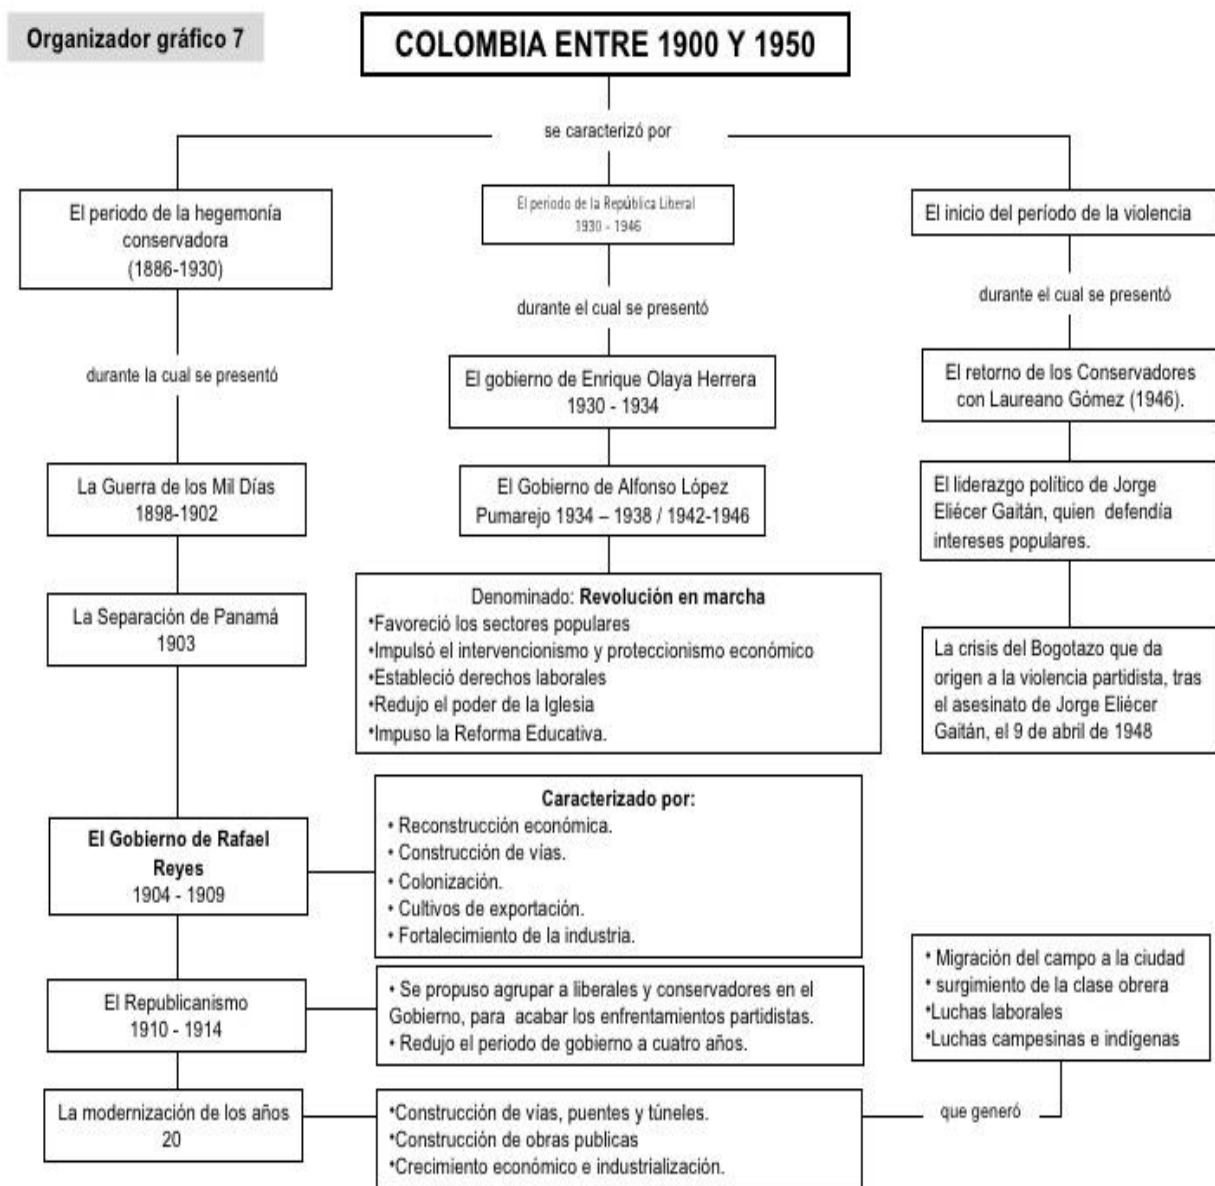 Organizador gráfico 7
COLOMBIA ENTRE 1900 Y 1950
se caracterizó por
El periodo de la hegemonía
conservadora
(1886-1930)
durante la cual se presentó
La Guerra de los Mil Días
1898-1902
La Separación de Panamá
1903
El Gobierno de Rafael
Reyes
1904 - 1909
Caracterizado por:
• Reconstrucción económica.
• Construcción de vías.
• Colonización.
• Cultivos de exportación.
• Fortalecimiento de la industria.
El Republicanismo
1910 - 1914
• Se propuso agrupar a liberales y conservadores en el
Gobierno, para acabar los enfrentamientos partidistas.
• Redujo el periodo de gobierno a cuatro años.
La modernización de los años
20
•Construcción de vías, puentes y túneles.
•Construcción de obras publicas
•Crecimiento económico e industrialización.
que generó
• Migración del campo a la ciudad
• surgimiento de la clase obrera
•Luchas laborales
•Luchas campesinas e indígenas
El periodo de la República Liberal
1930 - 1946
durante el cual se presentó
El gobierno de Enrique Olaya Herrera
1930 - 1934
El Gobierno de Alfonso López
Pumarejo 1934 – 1938 / 1942-1946
Denominado: Revolución en marcha
•Favoreció los sectores populares
•Impulsó el intervencionismo y proteccionismo económico
•Estableció derechos laborales
•Redujo el poder de la Iglesia
•Impuso la Reforma Educativa.
El inicio del período de la violencia
durante el cual se presentó
El retorno de los Conservadores
con Laureano Gómez (1946).
El liderazgo político de Jorge
Eliécer Gaitán, quien defendía
intereses populares.
La crisis del Bogotazo que da
origen a la violencia partidista, tras
el asesinato de Jorge Eliécer
Gaitán, el 9 de abril de 1948